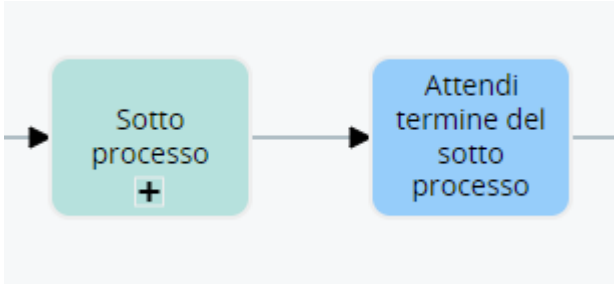 Sotto
processo
Attendi
termine del
sotto
processo